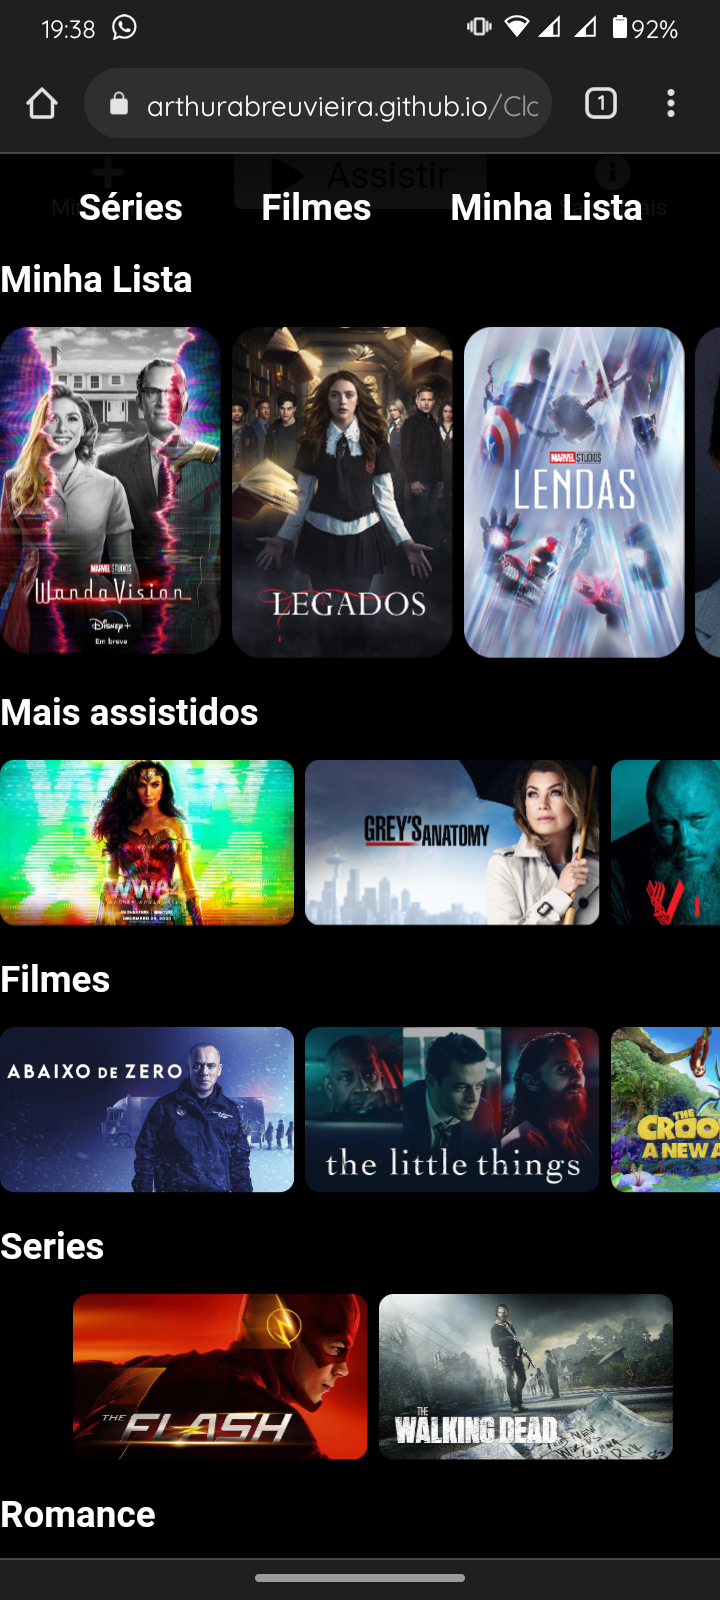 19:38
92%
arthurabreuvieira.github.io/Clo
1
Assistir
Séries Filmes Minha Lista
Minha Lista
MARVEL STUDIOS
WandaVision
Disney+
Em breve
LEGADOS
MARVEL STUDIOS
LENDAS
Mais assistidos
WW84
GREY'S ANATOMY
VI
Filmes
ABAIXO DE ZERO
the little things
THE
CROO
A NEW A
Series
THE FLASH
THE
WALKING DEAD
Romance